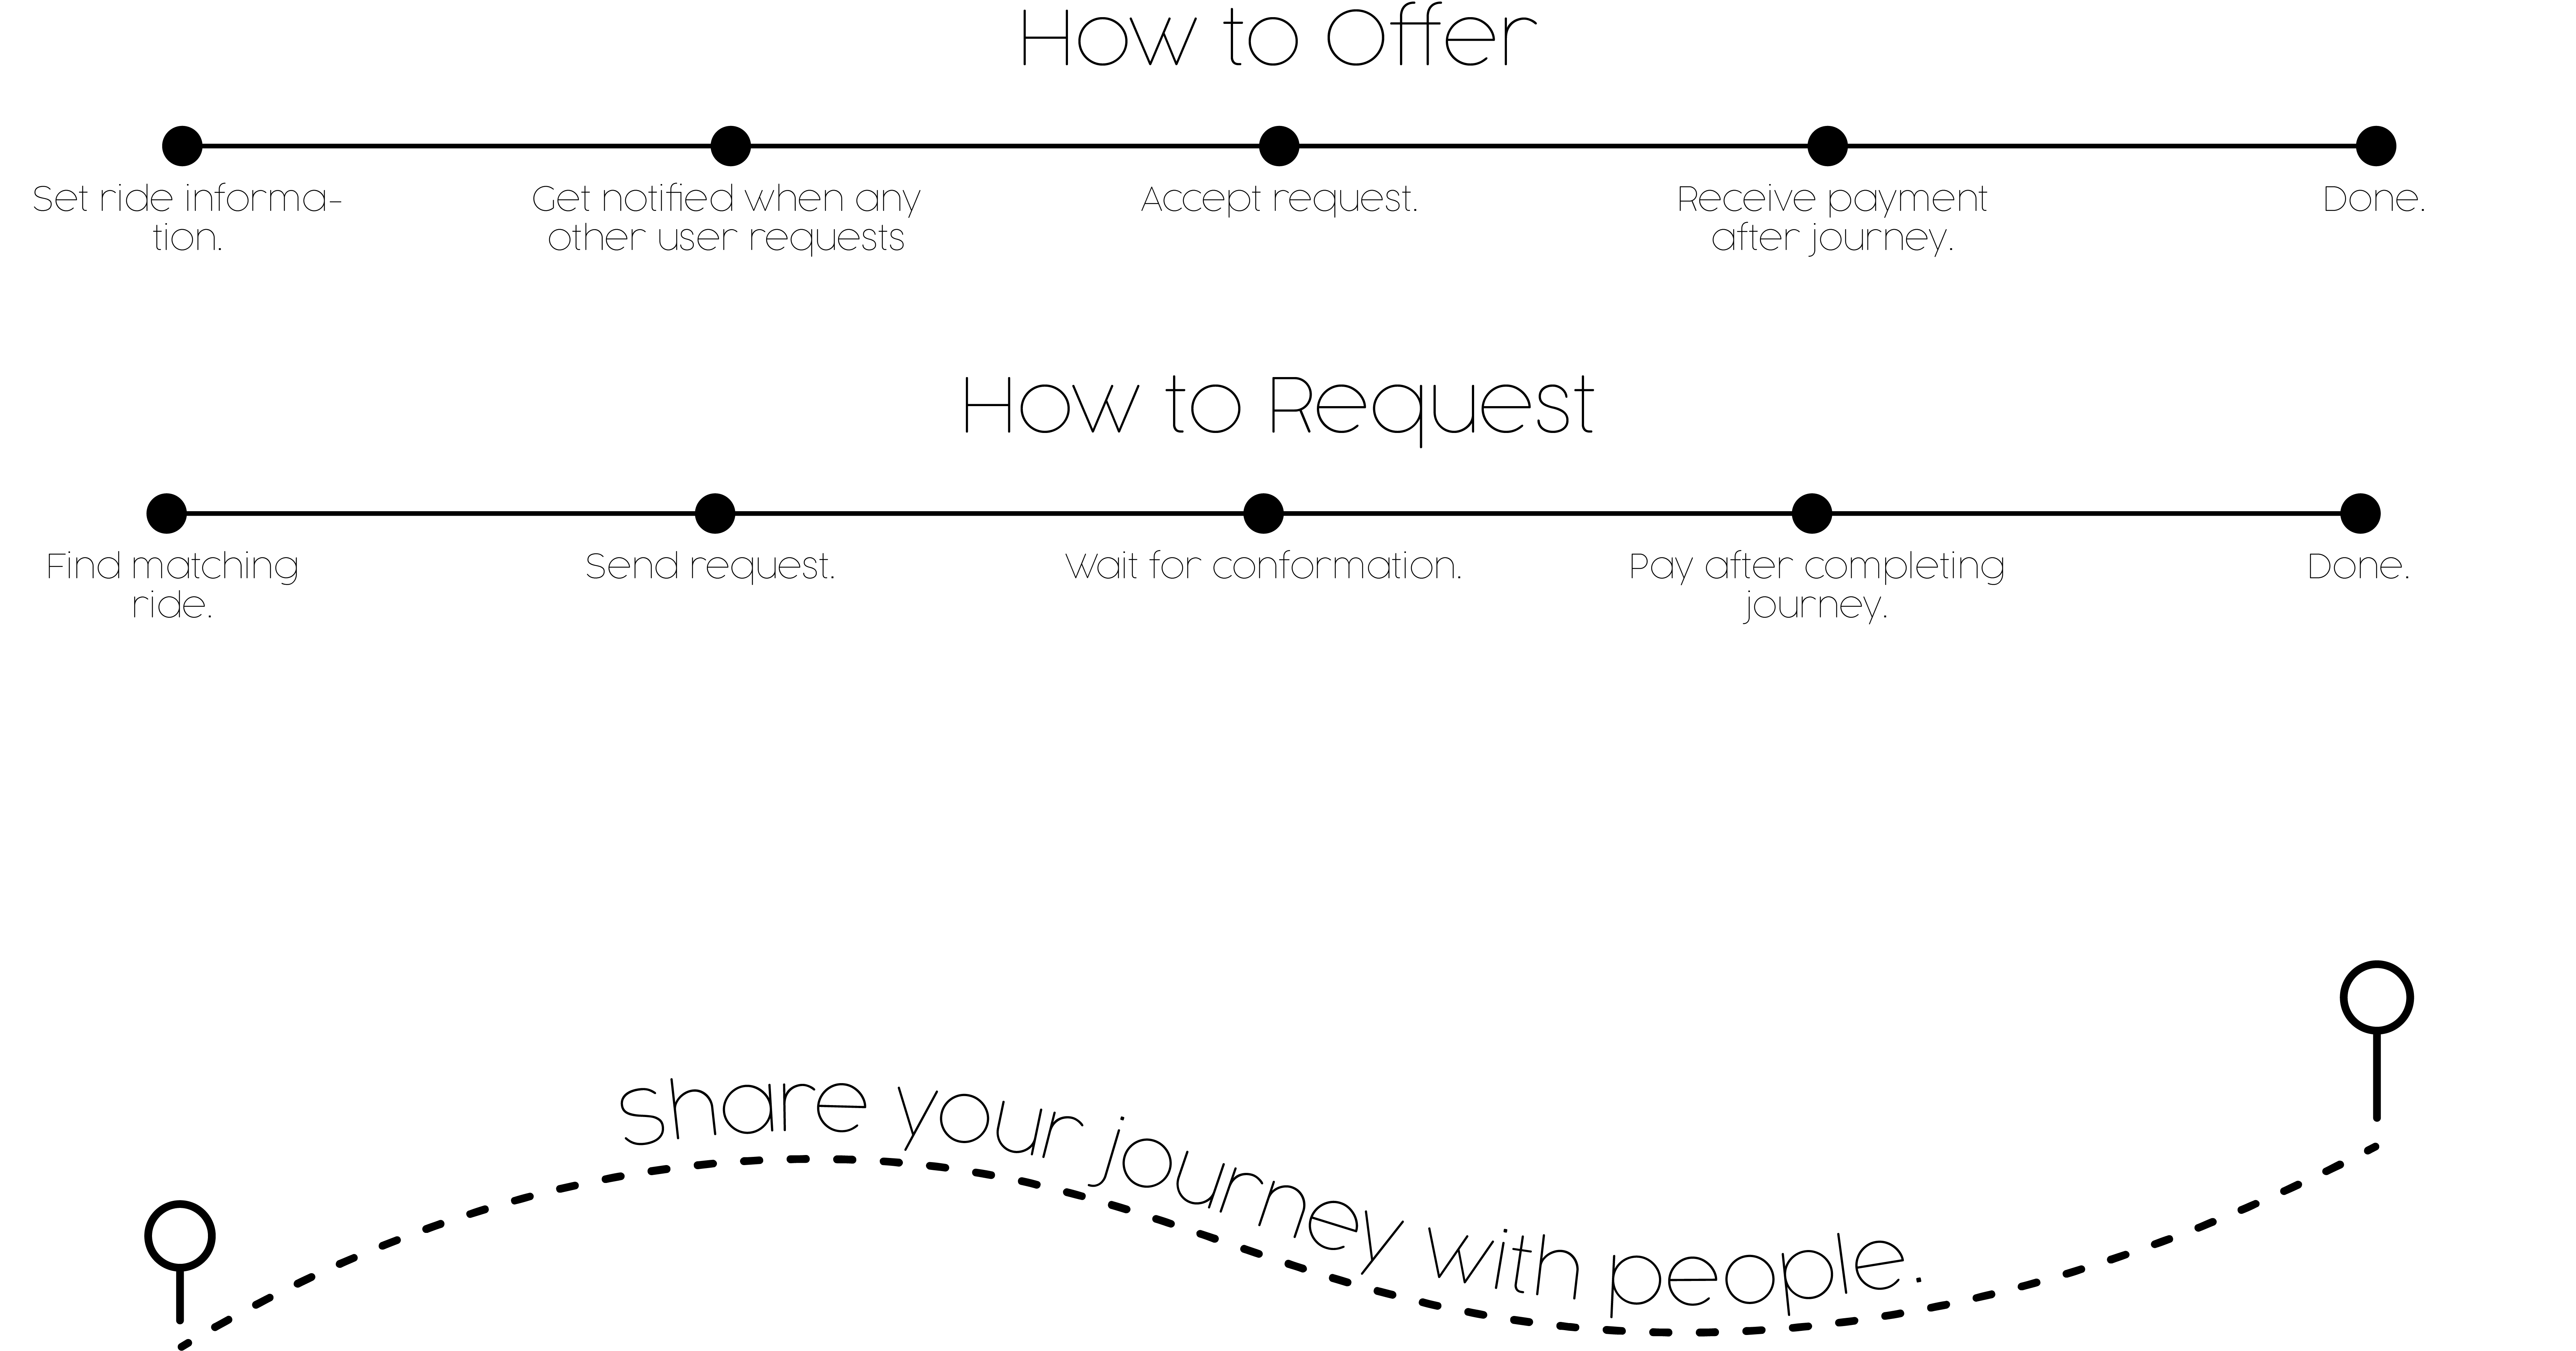 How to Offer
Set ride informa-
tion.
Get notified when any
other user requests
Accept request.
Receive payment
after journey.
Done.
How to Request
Find matching
ride.
Send request.
Wait for conformation.
Pay after completing
journey.
Done.
Share your journey with people.